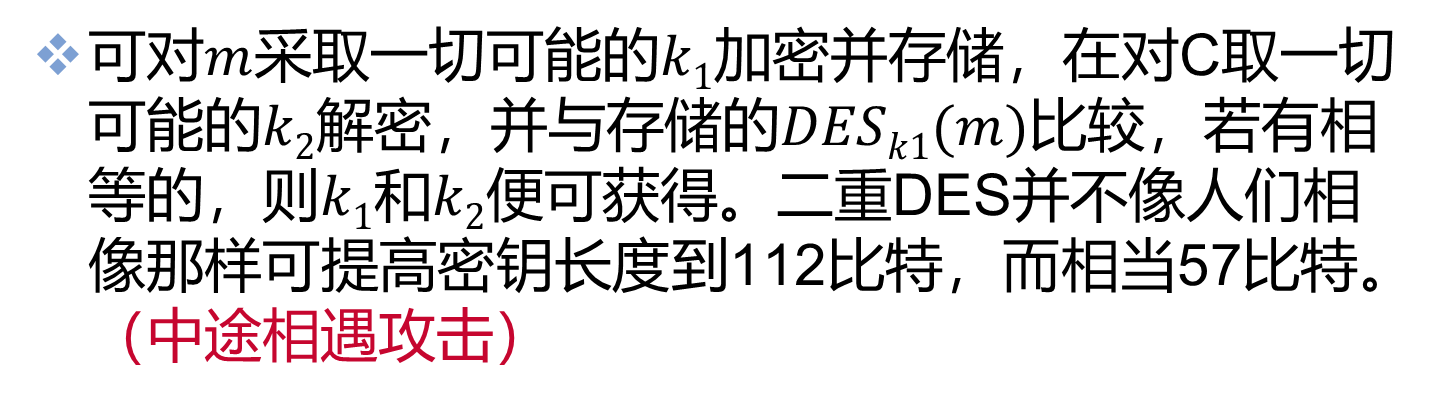 可对𝑚采取一切可能的𝑘₁加密并存储，在对C取一切
可能的𝑘₂解密，并与存储的𝐷𝐸𝑆ₖ₁(𝑚)比较，若有相
等的，则𝑘₁和𝑘₂便可获得。二重DES并不像人们相
像那样可提高密钥长度到112比特，而相当57比特。
（中途相遇攻击）